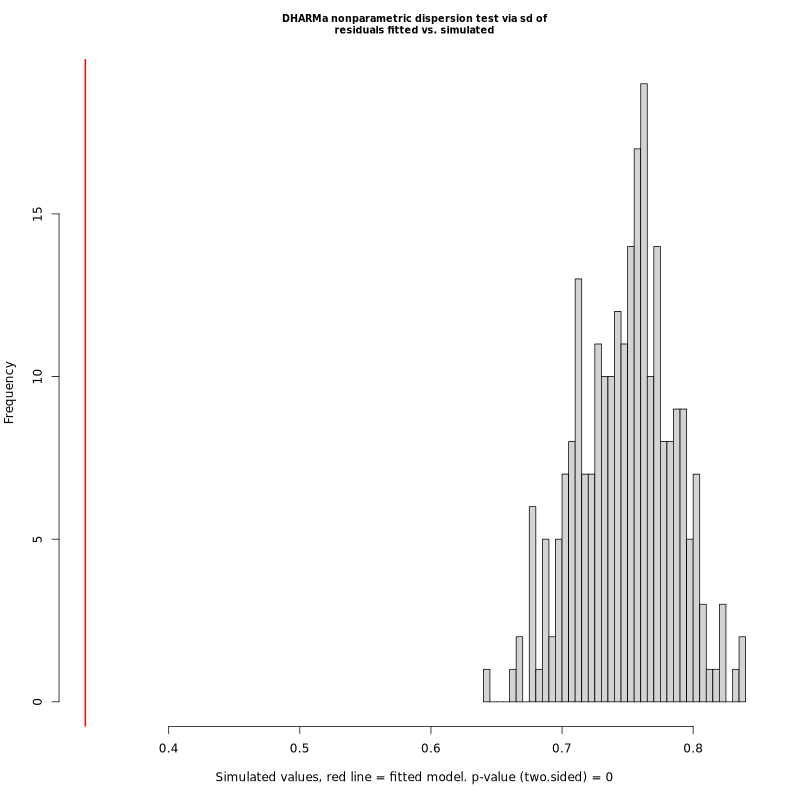 DHARMa nonparametric dispersion test via sd of
residuals fitted vs. simulated
Frequency
15
10
5
0
0.4 0.5 0.6 0.7 0.8
Simulated values, red line = fitted model. p-value (two.sided) = 0